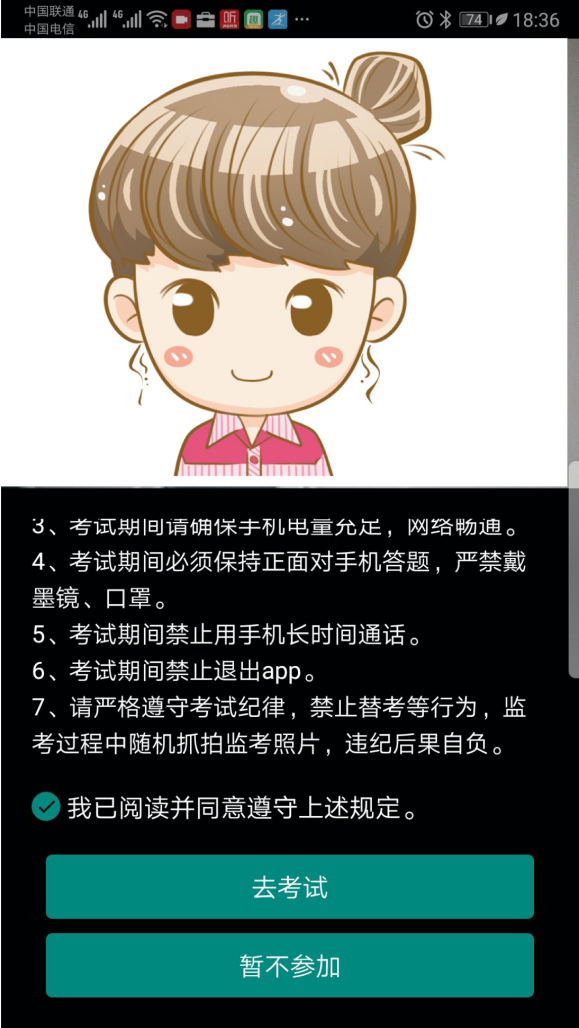 中国联通 4G 4G 74 18:36
中国电信
听
3、考试期间请确保手机电量充足，网络畅通。
4、考试期间必须保持正面对手机答题，严禁戴
墨镜、口罩。
5、考试期间禁止用手机长时间通话。
6、考试期间禁止退出app。
7、请严格遵守考试纪律，禁止替考等行为，监
考过程中随机抓拍监考照片，违纪后果自负。
我已阅读并同意遵守上述规定。
去考试
暂不参加